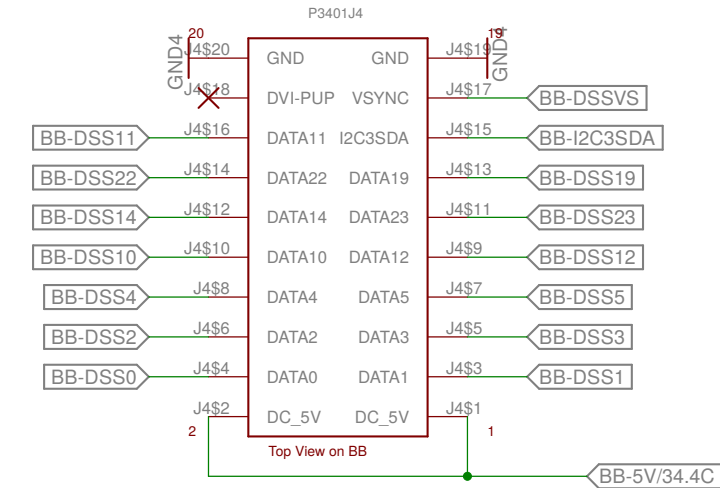 P3401J4
20 19
GND4 J4$20 GND GND J4$19 GND4
J4$18 DVI-PUP VSYNC J4$17 BB-DSSVS
BB-DSS11 J4$16 DATA11 I2C3SDA J4$15 BB-I2C3SDA
BB-DSS22 J4$14 DATA22 DATA19 J4$13 BB-DSS19
BB-DSS14 J4$12 DATA14 DATA23 J4$11 BB-DSS23
BB-DSS10 J4$10 DATA10 DATA12 J4$9 BB-DSS12
BB-DSS4 J4$8 DATA4 DATA5 J4$7 BB-DSS5
BB-DSS2 J4$6 DATA2 DATA3 J4$5 BB-DSS3
BB-DSS0 J4$4 DATA0 DATA1 J4$3 BB-DSS1
J4$2 DC_5V DC_5V J4$1
2 1
Top View on BB
BB-5V/34.4C